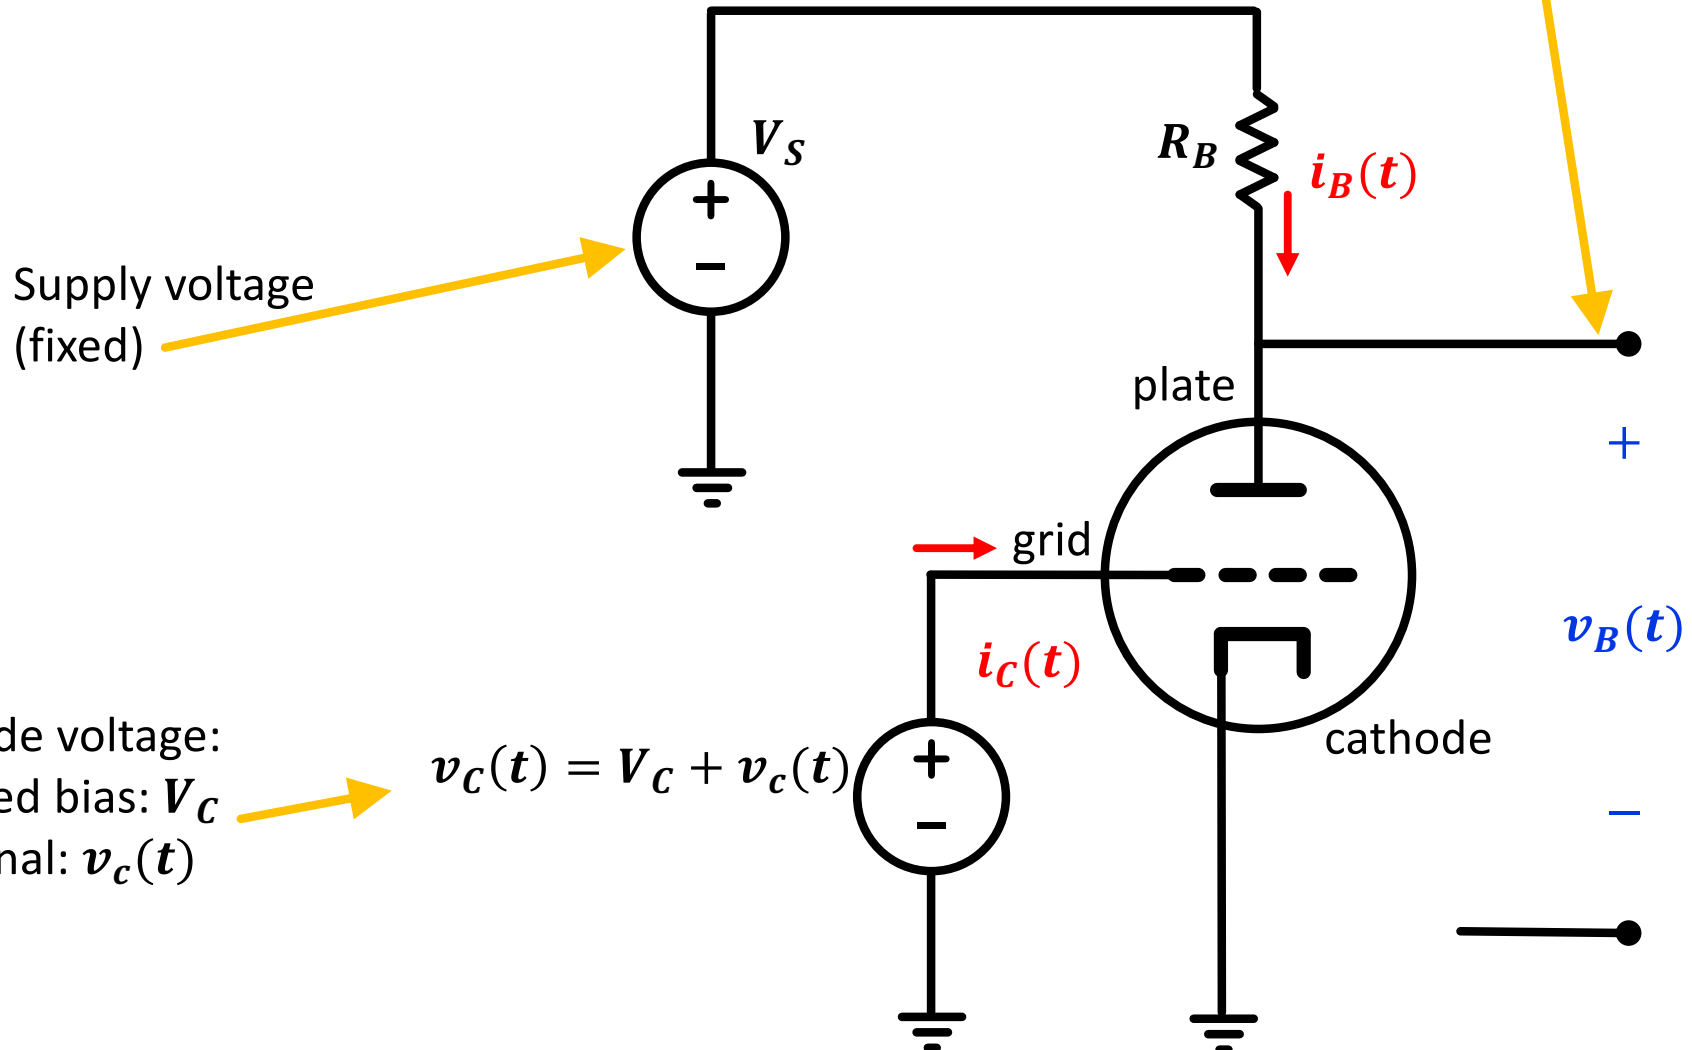 V_S
R_B
i_B(t)
+
−
Supply voltage
(fixed)
plate
+
grid
v_B(t)
i_C(t)
de voltage:
cathode
v_C(t) = V_C + v_c(t)
+
ed bias: V_C
−
−
nal: v_c(t)